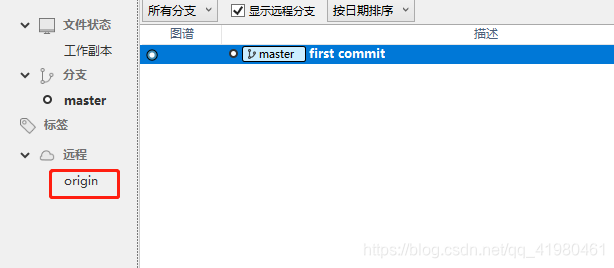 文件状态
工作副本
分支
master
标签
远程
origin
所有分支 显示远程分支 按日期排序
图谱 描述
master first commit
https://blog.csdn.net/qq_41980461